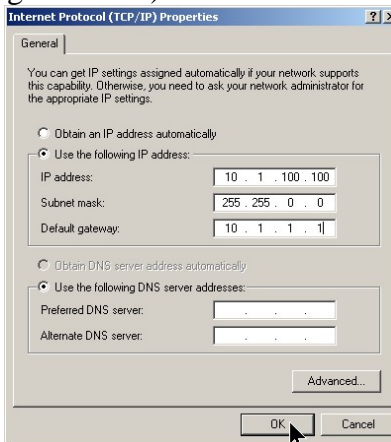 Internet Protocol (TCP/IP) Properties
General
You can get IP settings assigned automatically if your network supports
this capability. Otherwise, you need to ask your network administrator for
the appropriate IP settings.
Obtain an IP address automatically
Use the following IP address:
IP address: 10 . 1 . 100 . 100
Subnet mask: 255 . 255 . 0 . 0
Default gateway: 10 . 1 . 1 . 1
Obtain DNS server address automatically
Use the following DNS server addresses:
Preferred DNS server: . . .
Alternate DNS server: . . .
Advanced...
OK Cancel